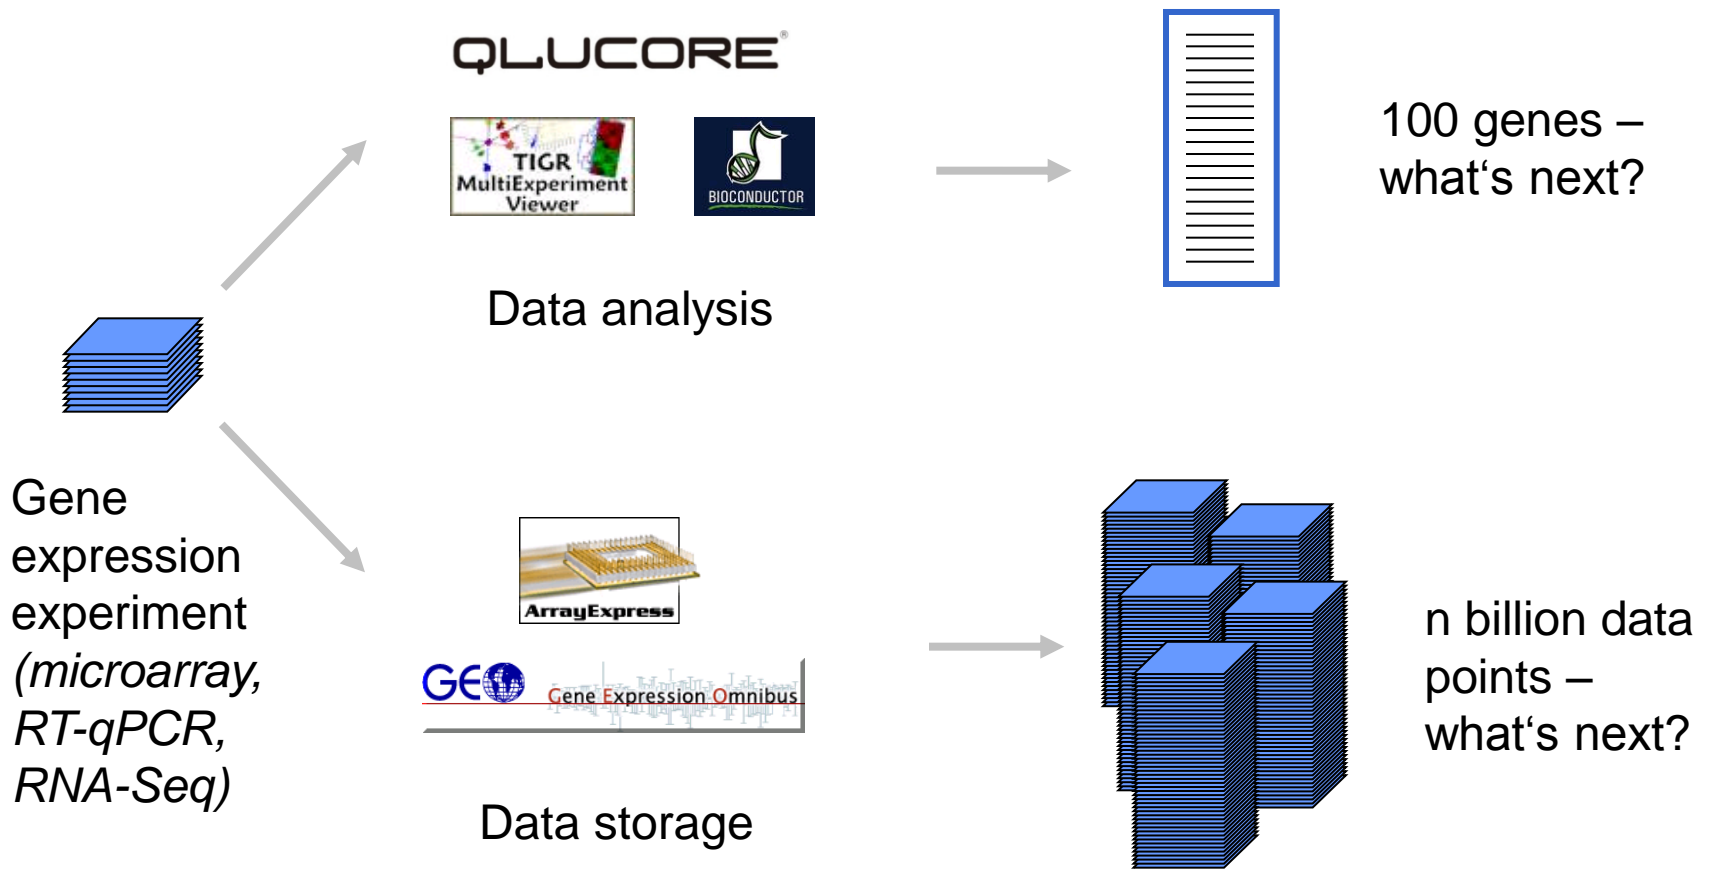 QLUCORE®
TIGR
MultiExperiment
Viewer
BIOCONDUCTOR
Data analysis
100 genes –
what‘s next?
Gene
expression
experiment
(microarray,
RT-qPCR,
RNA-Seq)
ArrayExpress
GEO
Gene Expression Omnibus
Data storage
n billion data
points –
what‘s next?